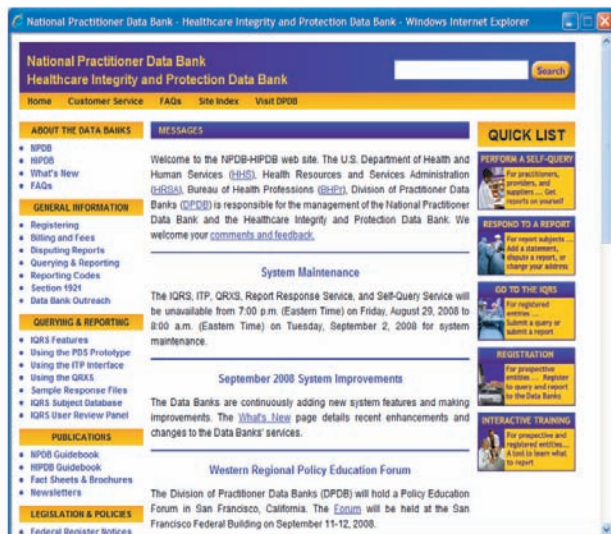 National Practitioner Data Bank - Healthcare Integrity and Protection Data Bank - Windows Internet Explorer
National Practitioner Data Bank
Healthcare Integrity and Protection Data Bank
Search
Home Customer Service FAQs Site Index Visit DPDB
ABOUT THE DATA BANKS
NPDB
HIPDB
What's New
FAQs
GENERAL INFORMATION
Registering
Billing and Fees
Disputing Reports
Querying & Reporting
Reporting Codes
Section 1921
Data Bank Outreach
QUERYING & REPORTING
IQRS Features
Using the PDS Prototype
Using the ITP Interface
Using the QRXS
Sample Response Files
IQRS Subject Database
IQRS User Review Panel
PUBLICATIONS
NPDB Guidebook
HIPDB Guidebook
Fact Sheets & Brochures
Newsletters
LEGISLATION & POLICIES
Federal Register Notices
MESSAGES
Welcome to the NPDB-HIPDB web site. The U.S. Department of Health and
Human Services (HHS), Health Resources and Services Administration
(HRSA), Bureau of Health Professions (BHPr), Division of Practitioner Data
Banks (DPDB) is responsible for the management of the National Practitioner
Data Bank and the Healthcare Integrity and Protection Data Bank. We
welcome your comments and feedback.
System Maintenance
The IQRS, ITP, QRXS, Report Response Service, and Self-Query Service will
be unavailable from 7:00 p.m. (Eastern Time) on Friday, August 29, 2008 to
8:00 a.m. (Eastern Time) on Tuesday, September 2, 2008 for system
maintenance.
September 2008 System Improvements
The Data Banks are continuously adding new system features and making
improvements. The What's New page details recent enhancements and
changes to the Data Banks' services.
Western Regional Policy Education Forum
The Division of Practitioner Data Banks (DPDB) will hold a Policy Education
Forum in San Francisco, California. The Forum will be held at the San
Francisco Federal Building on September 11-12, 2008.
QUICK LIST
PERFORM A SELF-QUERY
For practitioners,
providers, and
suppliers ... Get
reports on yourself
RESPOND TO A REPORT
For report subjects ...
Add a statement,
dispute a report, or
change your address
GO TO THE IQRS
For registered
entities ...
Submit a query or
submit a report
REGISTRATION
For prospective
entities ... Register
to query and report
to the Data Banks
INTERACTIVE TRAINING
For prospective and
registered entities...
A tool to learn what
to report